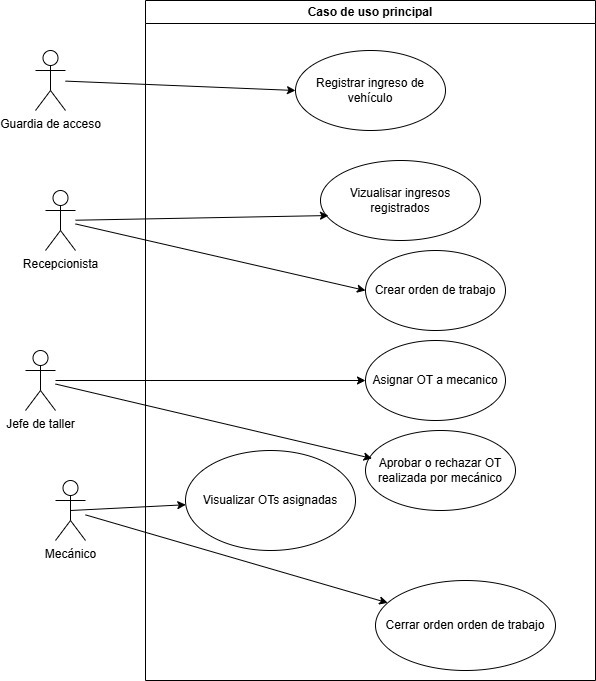 Caso de uso principal
Registrar ingreso de
vehículo
Guardia de acceso
Vizualisar ingresos
registrados
Recepcionista
Crear orden de trabajo
Asignar OT a mecanico
Jefe de taller
Aprobar o rechazar OT
realizada por mecánico
Visualizar OTs asignadas
Mecánico
Cerrar orden orden de trabajo